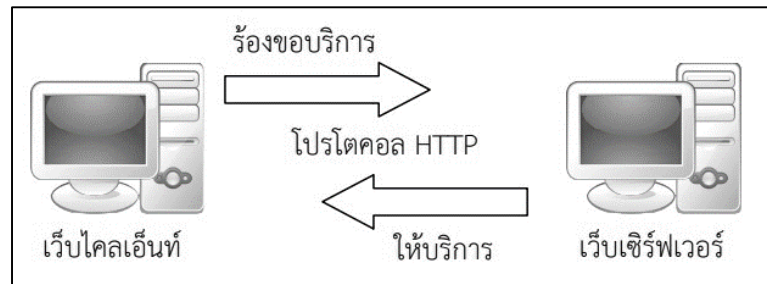 ร้องขอบริการ
โปรโตคอล HTTP
เว็บไคลเอ็นท์
ให้บริการ
เว็บเซิร์ฟเวอร์